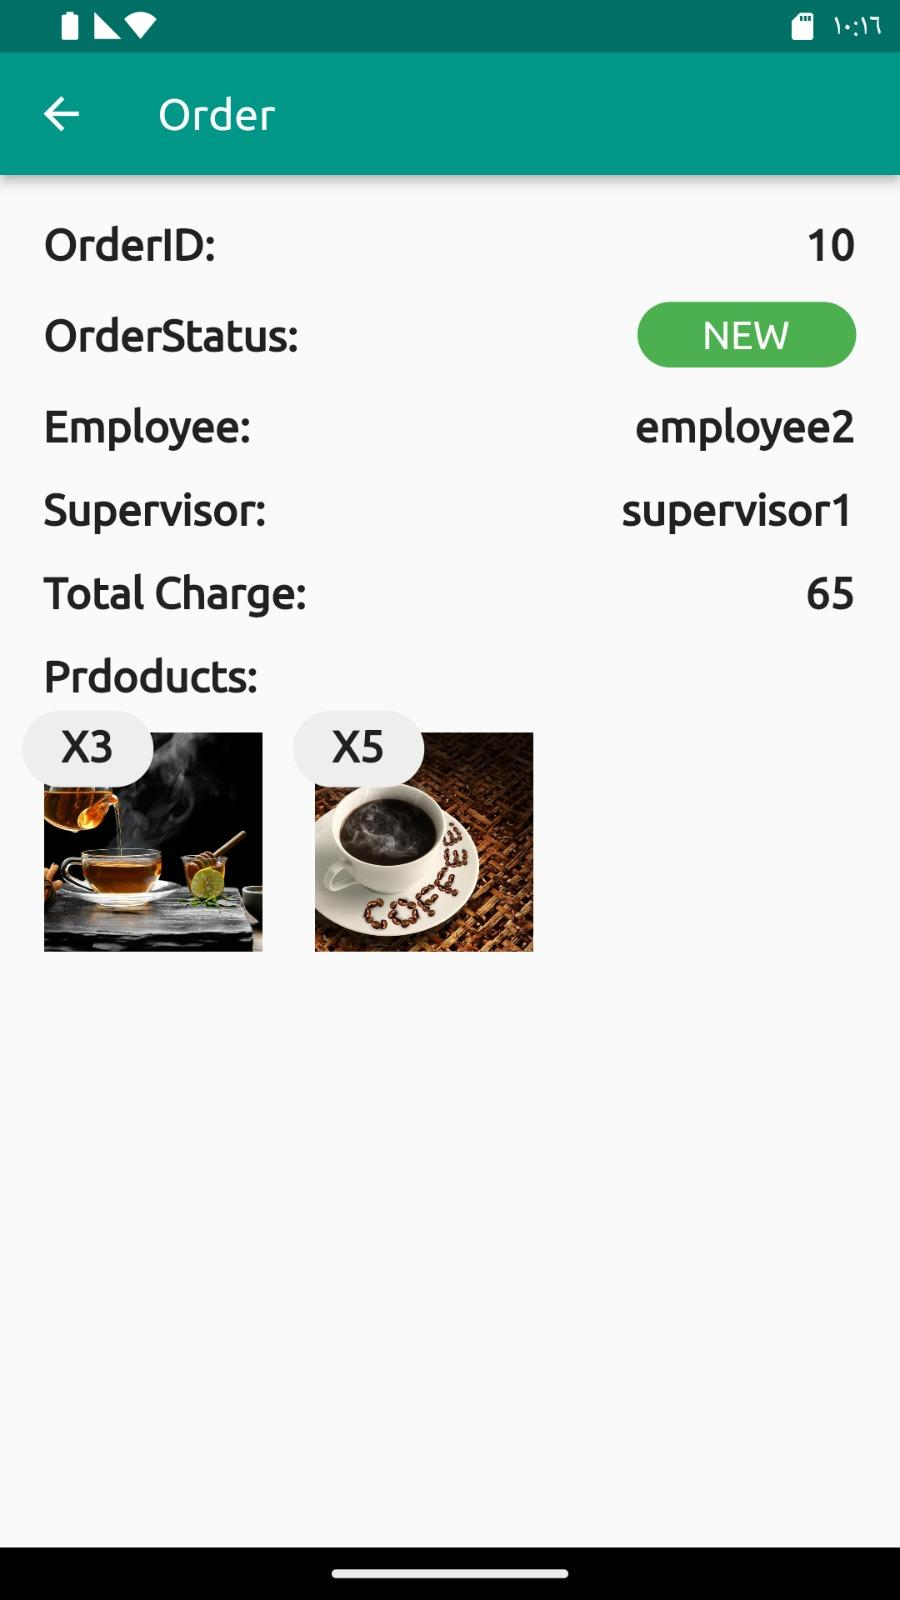 ١٠:١٦
Order
OrderID: 10
OrderStatus: NEW
Employee: employee2
Supervisor: supervisor1
Total Charge: 65
Prdoducts:
X3 X5
COFFEE